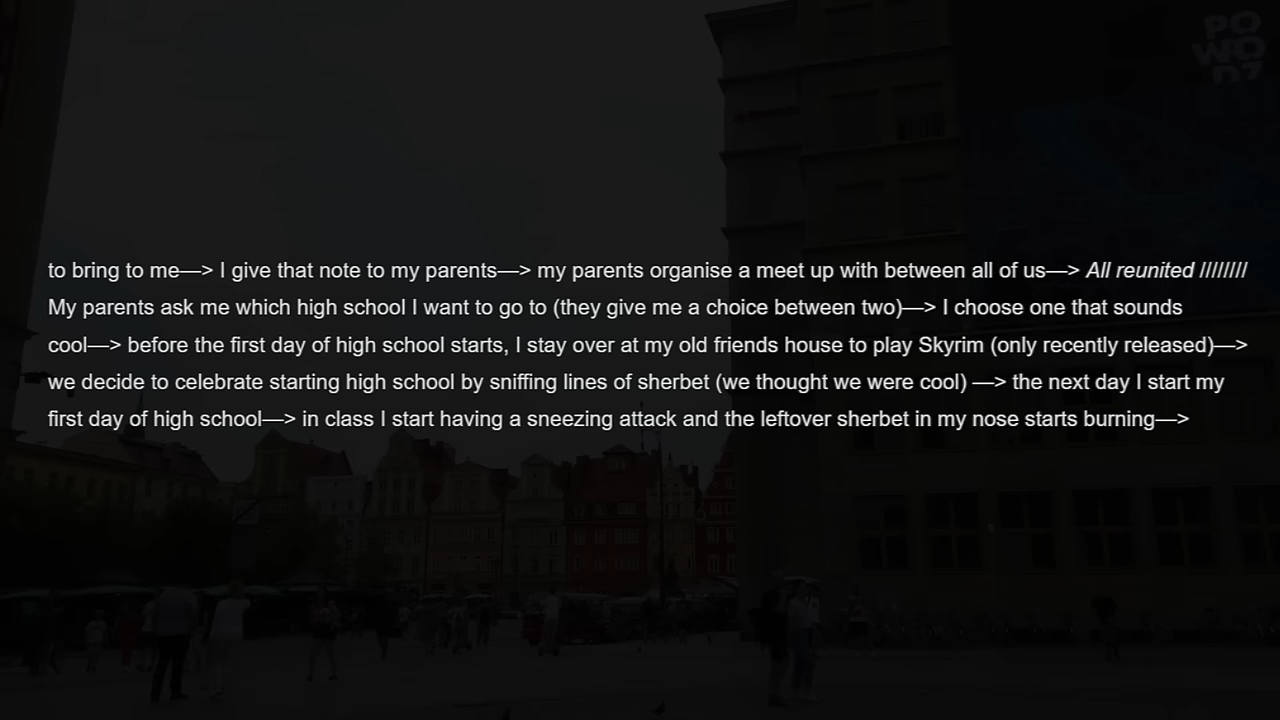 PO
WO
DZ
to bring to me—> I give that note to my parents—> my parents organise a meet up with between all of us—> All reunited ////////
My parents ask me which high school I want to go to (they give me a choice between two)—> I choose one that sounds
cool—> before the first day of high school starts, I stay over at my old friends house to play Skyrim (only recently released)—>
we decide to celebrate starting high school by sniffing lines of sherbet (we thought we were cool) —> the next day I start my
first day of high school—> in class I start having a sneezing attack and the leftover sherbet in my nose starts burning—>